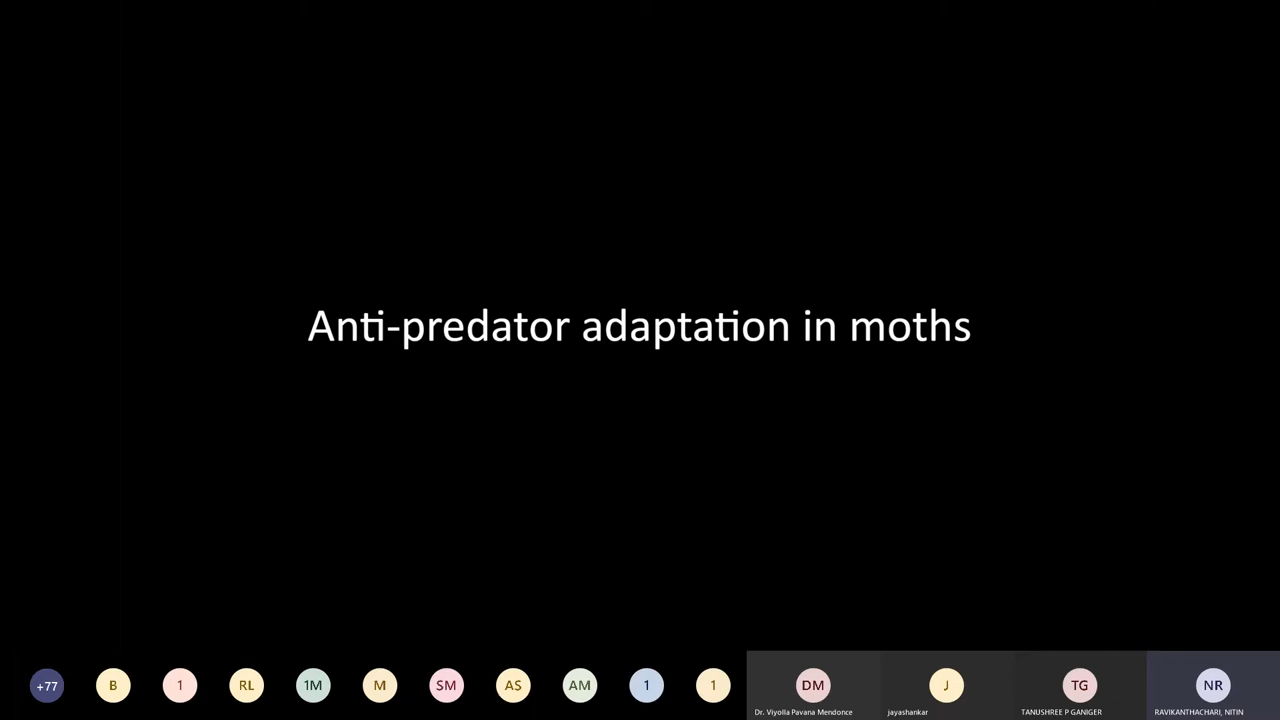 Anti-predator adaptation in moths
+77 B 1 RL 1M M SM AS AM 1 1 DM J TG NR
Dr. Viyolla Pavana Mendonce jayashankar TANUSHREE P GANIGER RAVIKANTHACHARI, NITIN